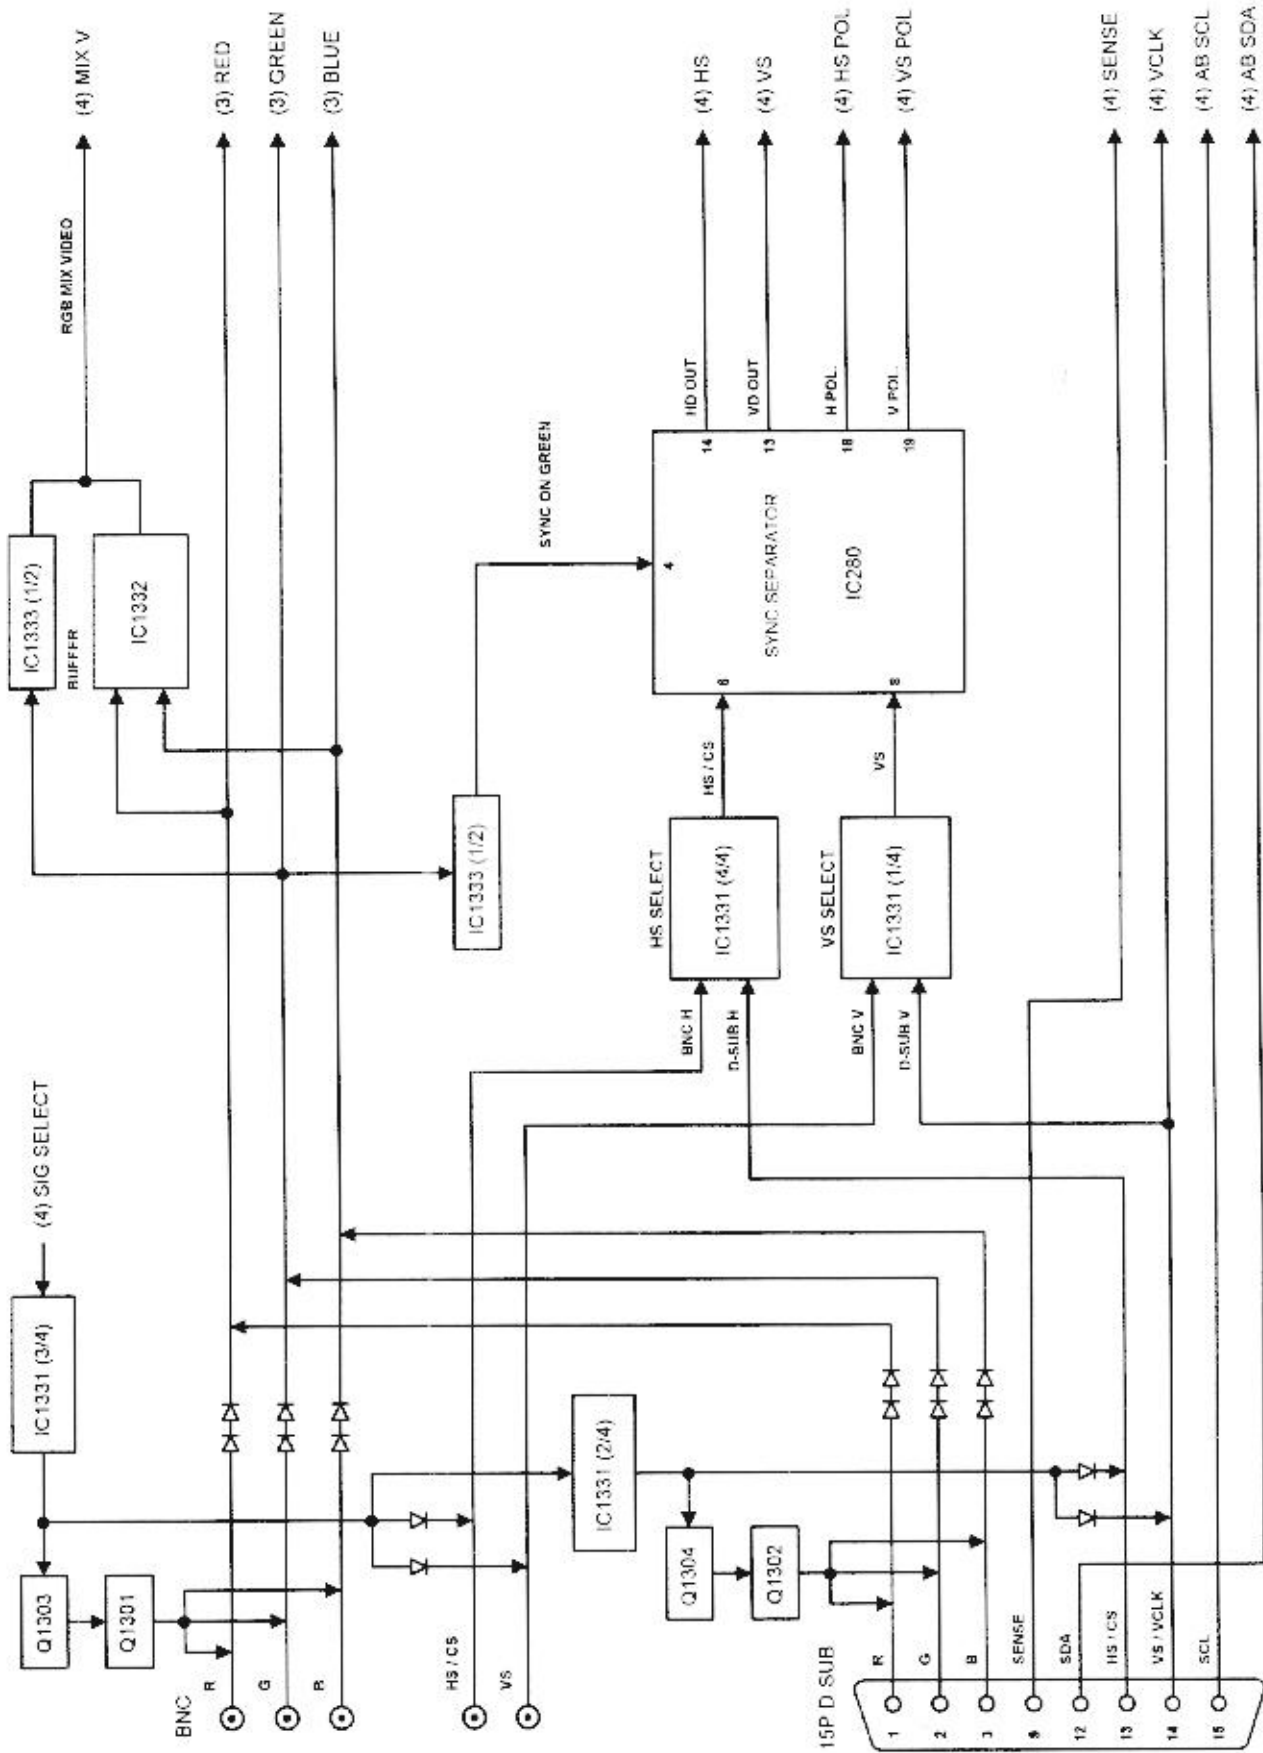 (4) MIX V
(3) RED
(3) GREEN
(3) BLUE
(4) HS
(4) VS
(4) HS POL
(4) VS POL
(4) SENSE
(4) VCLK
(4) AB SCL
(4) AB SDA
RGB MIX VIDEO
HD OUT
VD OUT
H POL.
V POL.
14
13
18
19
SYNC ON GREEN
IC1333 (1/2)
BUFFER
IC1332
4
SYNC SEPARATOR
IC280
6
8
HS / CS
VS
IC1333 (1/2)
HS SELECT
IC1331 (4/4)
VS SELECT
IC1331 (1/4)
BNC H
D-SUB H
BNC V
D-SUB V
(4) SIG SELECT
IC1331 (3/4)
IC1331 (2/4)
Q1303
Q1301
Q1304
Q1302
BNC
R
G
B
HS / CS
VS
15P D SUB
R
G
B
SENSE
SDA
HS / CS
VS / VCLK
SCL
1
2
3
12
13
14
15